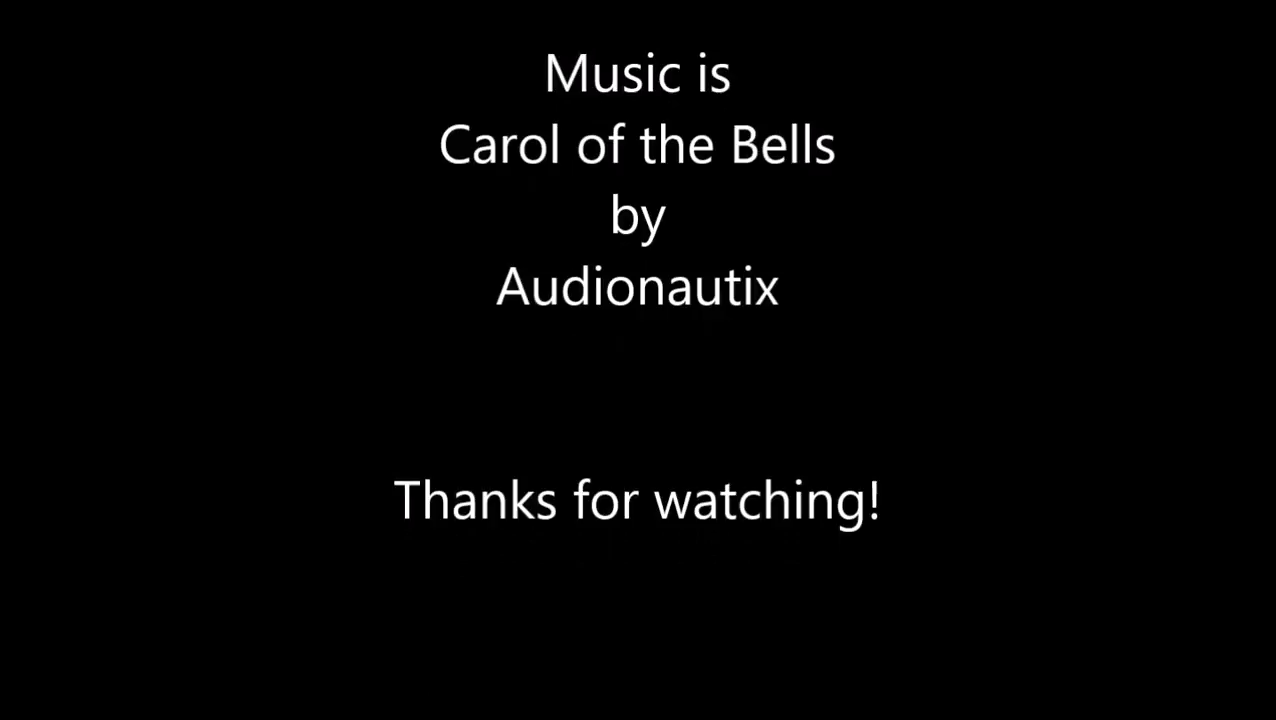 Music is
Carol of the Bells
by
Audionautix
Thanks for watching!